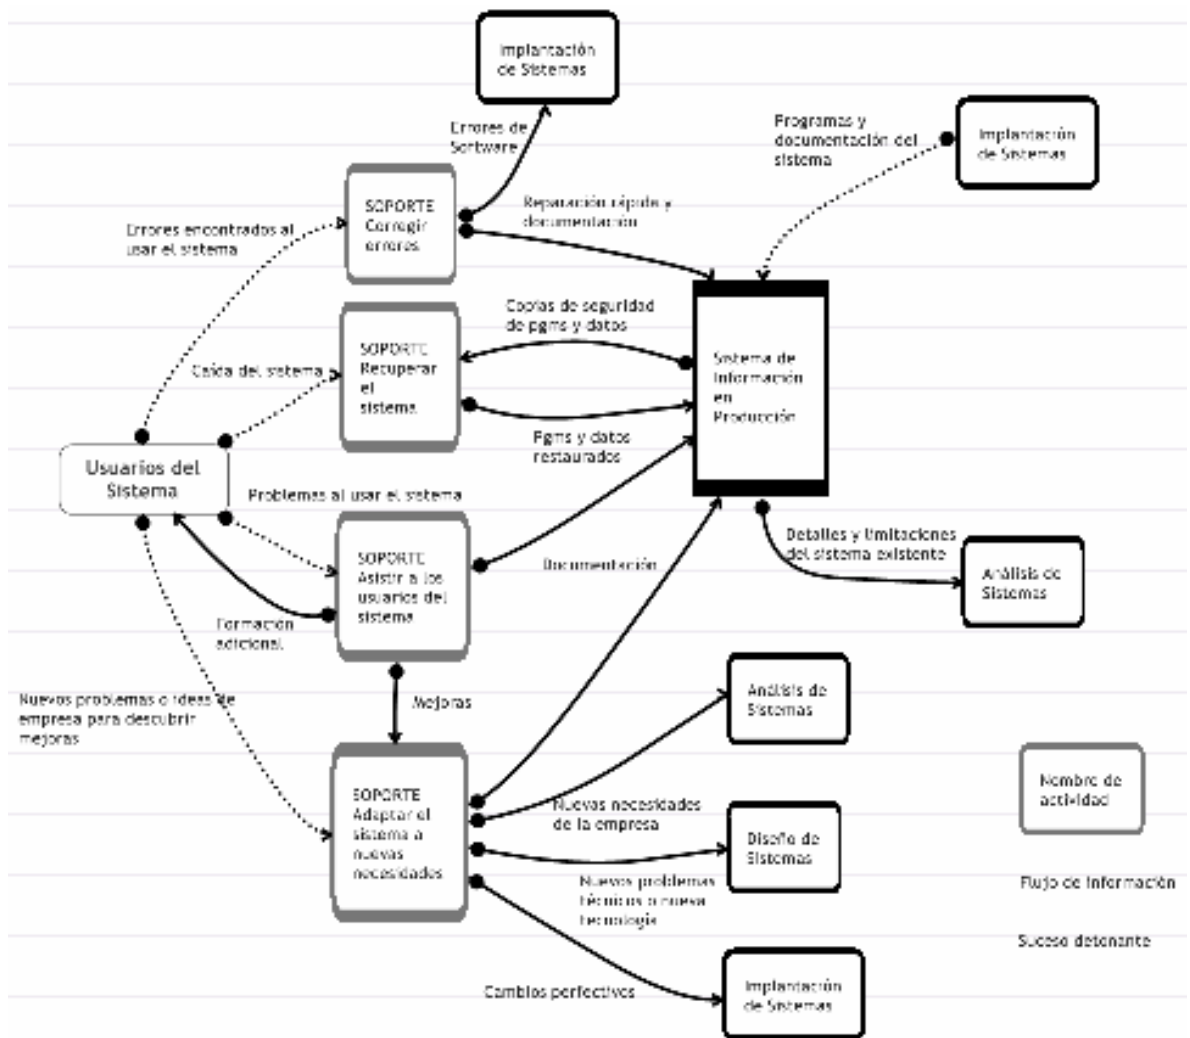 Implantación
de Sistemas
Errores de
Software
Programas y
documentación del
sistema
Implantación
de Sistemas
SOPORTE
Corregir
errores
Reparación rápida y
documentación
Errores encontrados al
usar el sistema
Copias de seguridad
de pgms y datos
SOPORTE
Recuperar
el
sistema
Caída del sistema
Sistema de
Información
en
Producción
Pgms y datos
restaurados
Usuarios del
Sistema
Problemas al usar el sistema
SOPORTE
Asistir a los
usuarios del
sistema
Documentación
Detalles y limitaciones
del sistema existente
Análisis de
Sistemas
Formación
adicional
Nuevos problemas o ideas de
empresa para descubrir
mejoras
Mejoras
Análisis de
Sistemas
SOPORTE
Adaptar el
sistema a
nuevas
necesidades
Nuevas necesidades
de la empresa
Diseño de
Sistemas
Nuevos problemas
técnicos o nueva
tecnología
Cambios perfectivos
Implantación
de Sistemas
Nombre de
actividad
Flujo de información
Suceso detonante